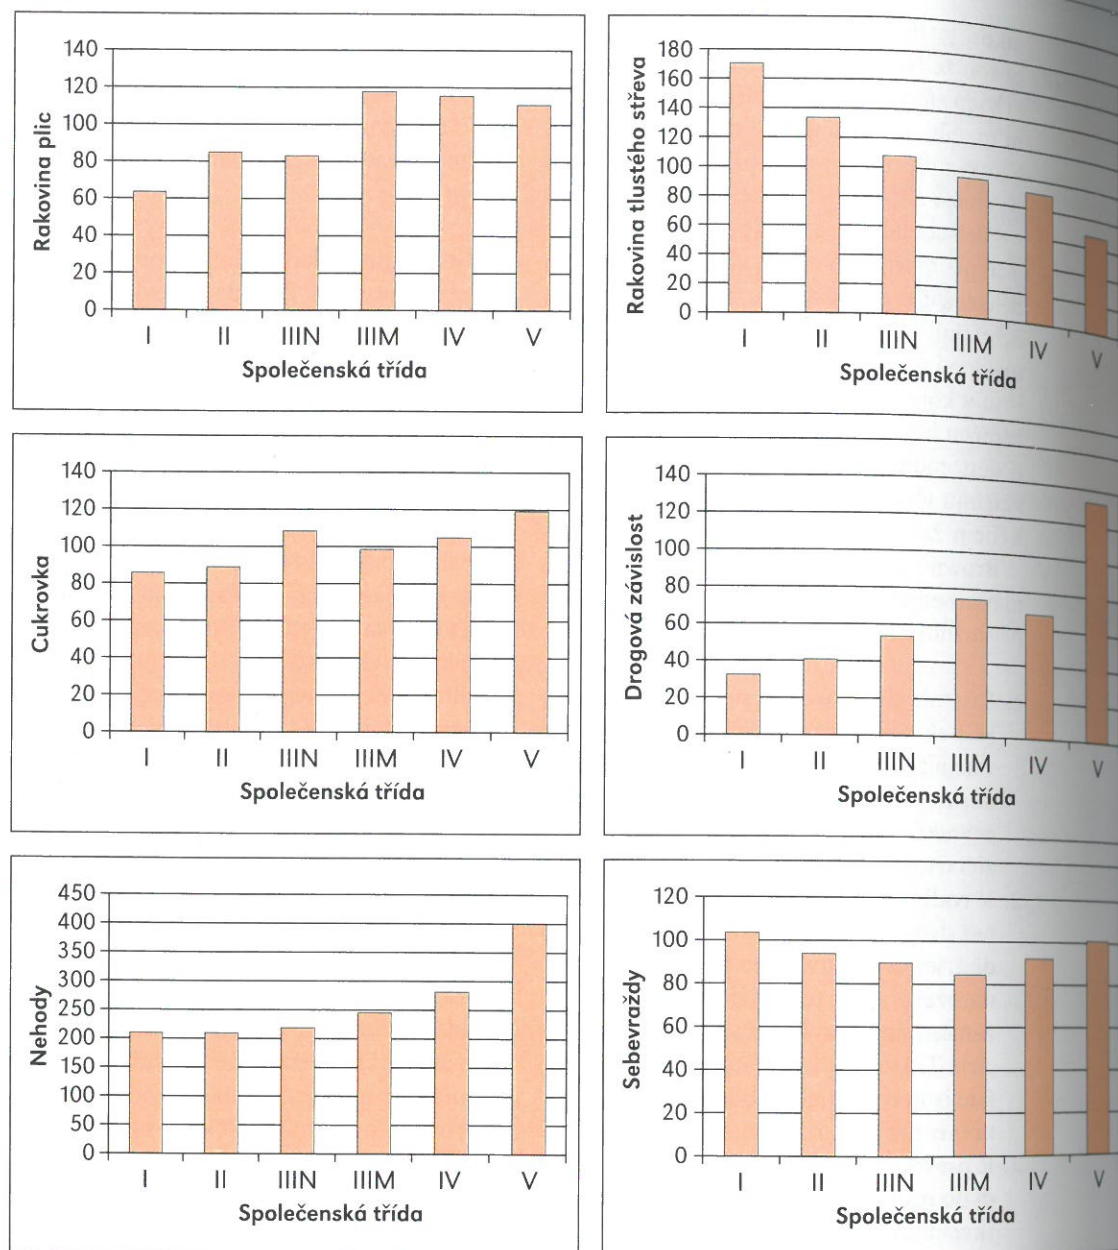 140
120
100
80
60
40
20
0
Rakovina plic
I II IIIN IIIM IV V
Společenská třída
180
160
140
120
100
80
60
40
20
0
Rakovina tlustého střeva
I II IIIN IIIM IV V
Společenská třída
140
120
100
80
60
40
20
0
Cukrovka
I II IIIN IIIM IV V
Společenská třída
140
120
100
80
60
40
20
0
Drogová závislost
I II IIIN IIIM IV V
Společenská třída
450
400
350
300
250
200
150
100
50
0
Nehody
I II IIIN IIIM IV V
Společenská třída
120
100
80
60
40
20
0
Sebevraždy
I II IIIN IIIM IV V
Společenská třída